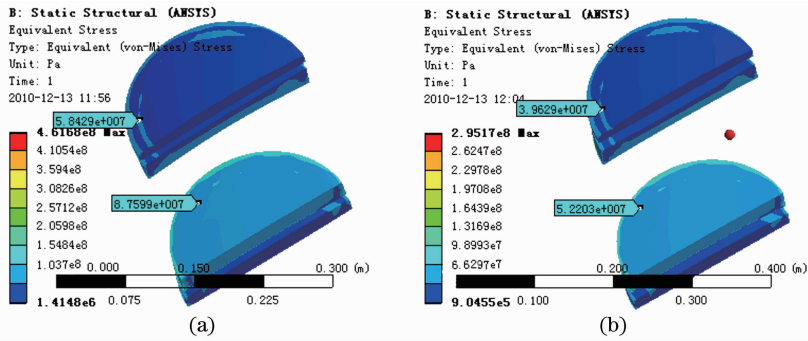 B: Static Structural (ANSYS)
Equivalent Stress
Type: Equivalent (von-Mises) Stress
Unit: Pa
Time: 1
2010-12-13 11:56
5.8429e+007
4.6168e8 Max
4.1054e8
3.594e8
3.0826e8
2.5712e8
2.0598e8
1.5484e8
1.037e8
1.4148e6
8.7599e+007
0.000
0.150
0.300 (m)
0.075
0.225
(a)
B: Static Structural (ANSYS)
Equivalent Stress
Type: Equivalent (von-Mises) Stress
Unit: Pa
Time: 1
2010-12-13 12:04
3.9629e+007
2.9517e8 Max
2.6247e8
2.2978e8
1.9708e8
1.6439e8
1.3169e8
9.8993e7
6.6297e7
9.0455e5
5.2203e+007
0.200
0.400 (m)
0.100
0.300
(b)